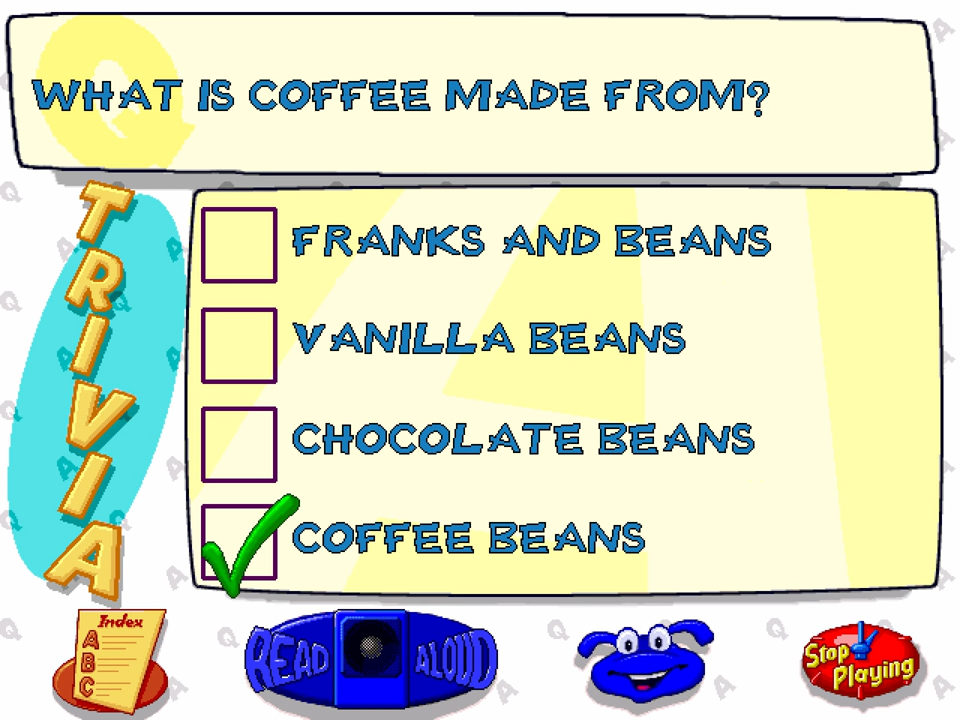 WHAT IS COFFEE MADE FROM?
TRIVIA
FRANKS AND BEANS
VANILLA BEANS
CHOCOLATE BEANS
COFFEE BEANS
Index
A
B
C
READ ALOUD
Stop
Playing